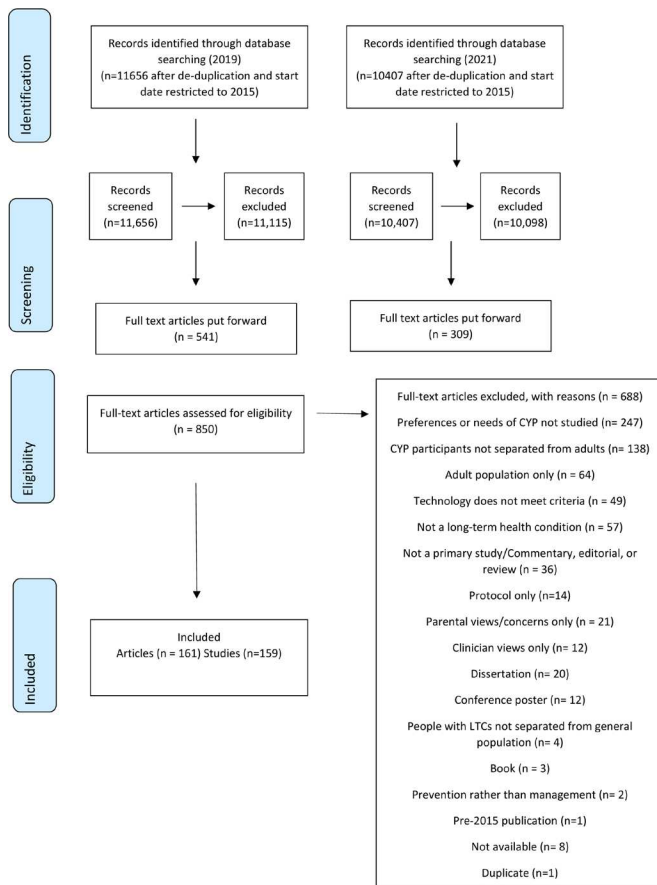 Identification
Records identified through database
searching (2019)
(n=11656 after de-duplication and start
date restricted to 2015)
Records identified through database
searching (2021)
(n=10407 after de-duplication and start
date restricted to 2015)
Screening
Records
screened
(n=11,656)
Records
excluded
(n=11,115)
Records
screened
(n=10,407)
Records
excluded
(n=10,098)
Full text articles put forward
(n = 541)
Full text articles put forward
(n = 309)
Eligibility
Full-text articles assessed for eligibility
(n = 850)
Full-text articles excluded, with reasons (n = 688)
Preferences or needs of CYP not studied (n= 247)
CYP participants not separated from adults (n= 138)
Adult population only (n = 64)
Technology does not meet criteria (n = 49)
Not a long-term health condition (n = 57)
Not a primary study/Commentary, editorial, or
review (n = 36)
Protocol only (n=14)
Parental views/concerns only (n = 21)
Clinician views only (n = 12)
Dissertation (n= 20)
Conference poster (n= 12)
People with LTCs not separated from general
population (n= 4)
Book (n = 3)
Prevention rather than management (n= 2)
Pre-2015 publication (n=1)
Not available (n= 8)
Duplicate (n=1)
Included
Included
Articles (n = 161) Studies (n=159)